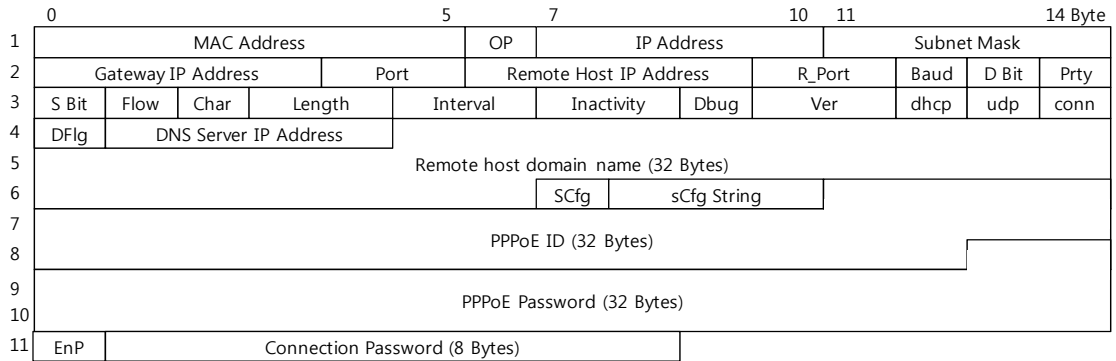 0 5 7 10 11 14 Byte
1 MAC Address OP IP Address Subnet Mask
2 Gateway IP Address Port Remote Host IP Address R_Port Baud D Bit Prty
3 S Bit Flow Char Length Interval Inactivity Dbug Ver dhcp udp conn
4 DFlg DNS Server IP Address
5 Remote host domain name (32 Bytes)
6 SCfg sCfg String
7
PPPoE ID (32 Bytes)
8
9
PPPoE Password (32 Bytes)
10
11 EnP Connection Password (8 Bytes)